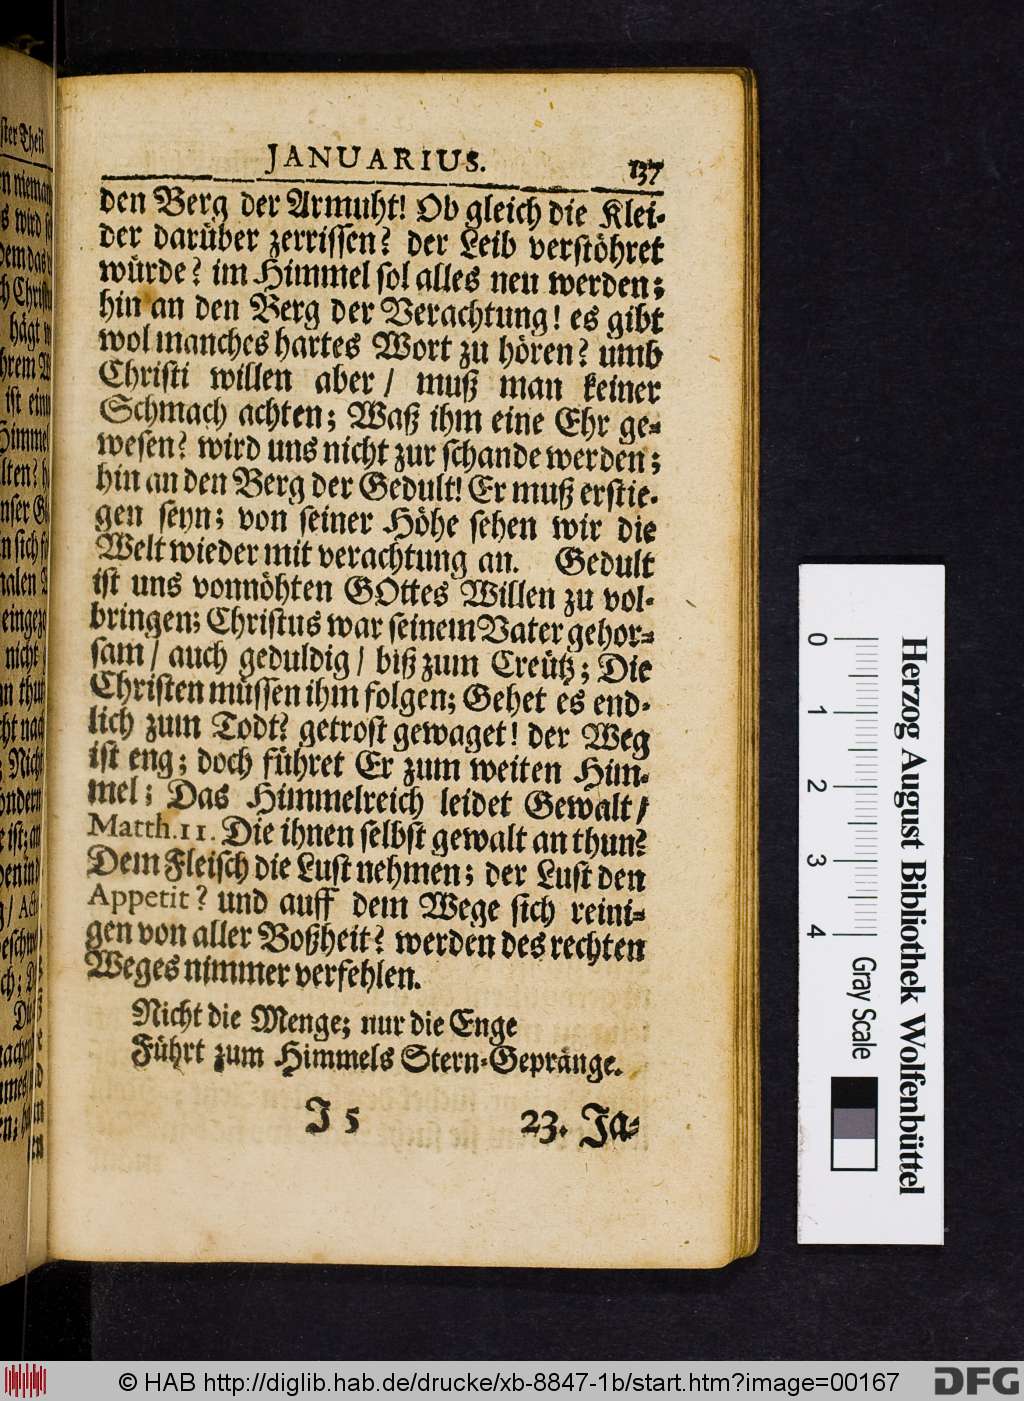 JANUARIUS. 137
den Berg der Armuht! Ob gleich die Klei-
der darüber zerrissen? der Leib verstöhret
würde? im Himmel sol alles neu werden;
hin an den Berg der Verachtung! es gibt
wol manches hartes Wort zu hören? umb
Christi willen aber / muß man keiner
Schmach achten; Waß ihm eine Ehr ge-
wesen? wird uns nicht zur schande werden;
hin an den Berg der Gedult! Er muß erstie-
gen seyn; von seiner Höhe sehen wir die
Welt wieder mit verachtung an. Gedult
ist uns vonnöhten GOttes Willen zu vol-
bringen; Christus war seinem Vater gehor-
sam / auch geduldig / biß zum Creütz; Die
Christen müssen ihm folgen; Gehet es end-
lich zum Todt? getrost gewaget! der Weg
ist eng; doch führet Er zum weiten Him-
mel; Das Himmelreich leidet Gewalt /
Matth. 11. Die ihnen selbst gewalt an thun?
Dem Fleisch die Lust nehmen; der Lust den
Appetit? und auff dem Wege sich reini-
gen von aller Boßheit? werden des rechten
Weges nimmer verfehlen.
Nicht die Menge; nur die Enge
Führt zum Himmels Stern-Gepränge.
J 5 23. Ja-
0 1 2 3 4
Gray Scale
Herzog August Bibliothek Wolfenbüttel
© HAB http://diglib.hab.de/drucke/xb-8847-1b/start.htm?image=00167
DFG